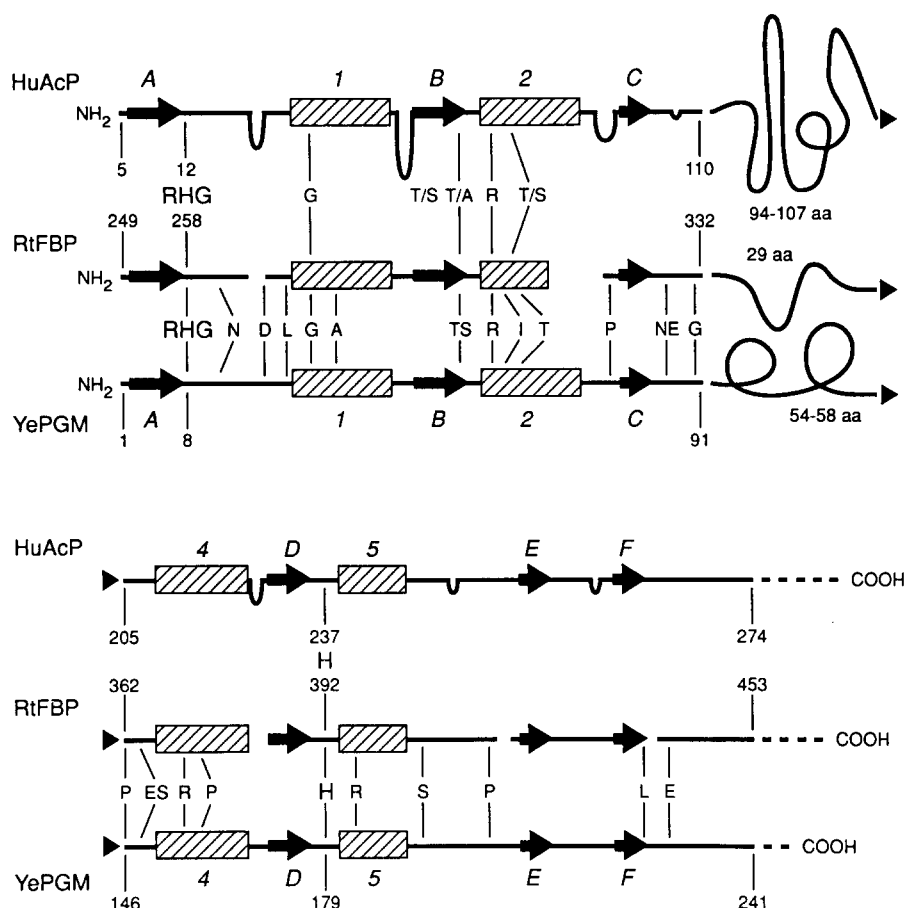 A 1 B 2 C
HuAcP
NH2
5 12 110
RHG G T/S T/A R T/S
94-107 aa
249 258 332
29 aa
RtFBP
NH2
RHG N D L G A TS R I T P NE G
NH2
A 1 B 2 C
YePGM
1 8 91
54-58 aa
HuAcP
4 D 5 E F
COOH
205 237 274
H
362 392 453
RtFBP
COOH
P ES R P H R S P L E
COOH
YePGM
4 D 5 E F
146 179 241